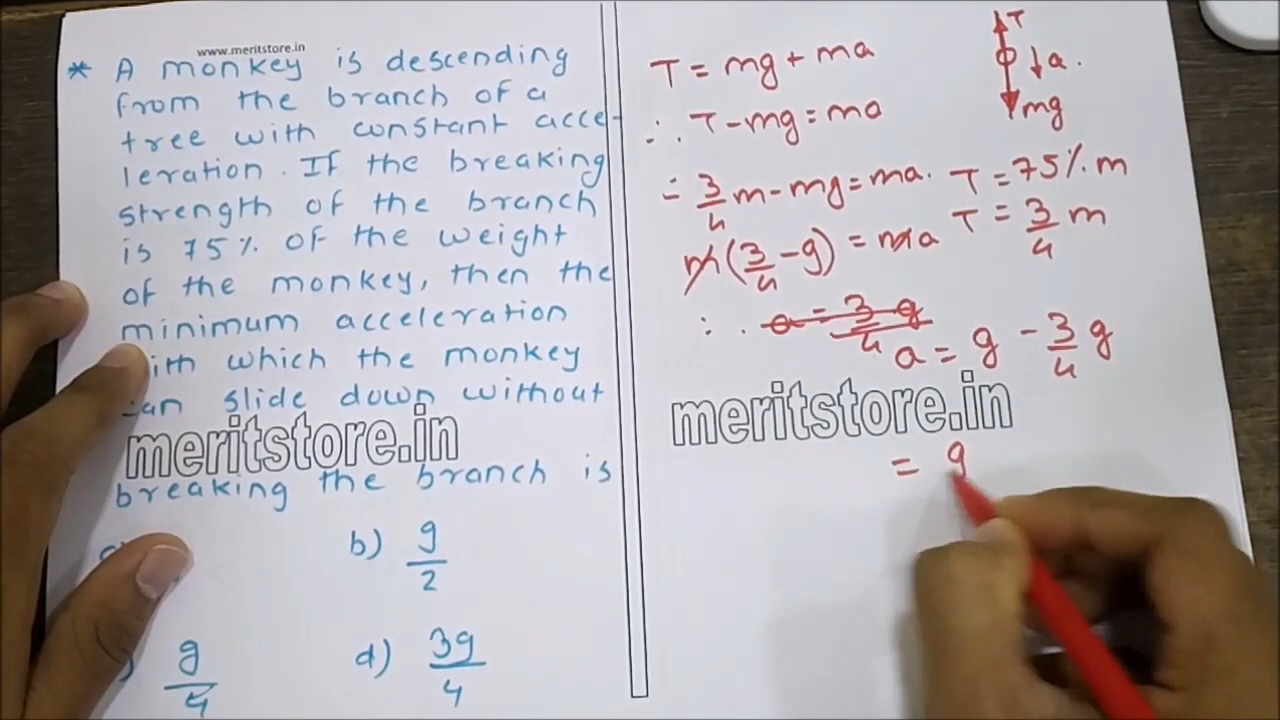 www.meritstore.in
* A monkey is descending
from the branch of a
tree with constant acce-
leration. If the breaking
strength of the branch
is 75% of the weight
of the monkey, then the
minimum acceleration
with which the monkey
can slide down without
meritstore.in
breaking the branch is
b) g/2
) g/4
d) 3g/4
T = mg + ma
∴ T - mg = ma
= 3/4 m - mg = ma.
m(3/4 - g) = ma
∴ a = 3/4 g
T
↓a.
mg
T = 75% m
T = 3/4 m
a = g - 3/4 g
meritstore.in
= g